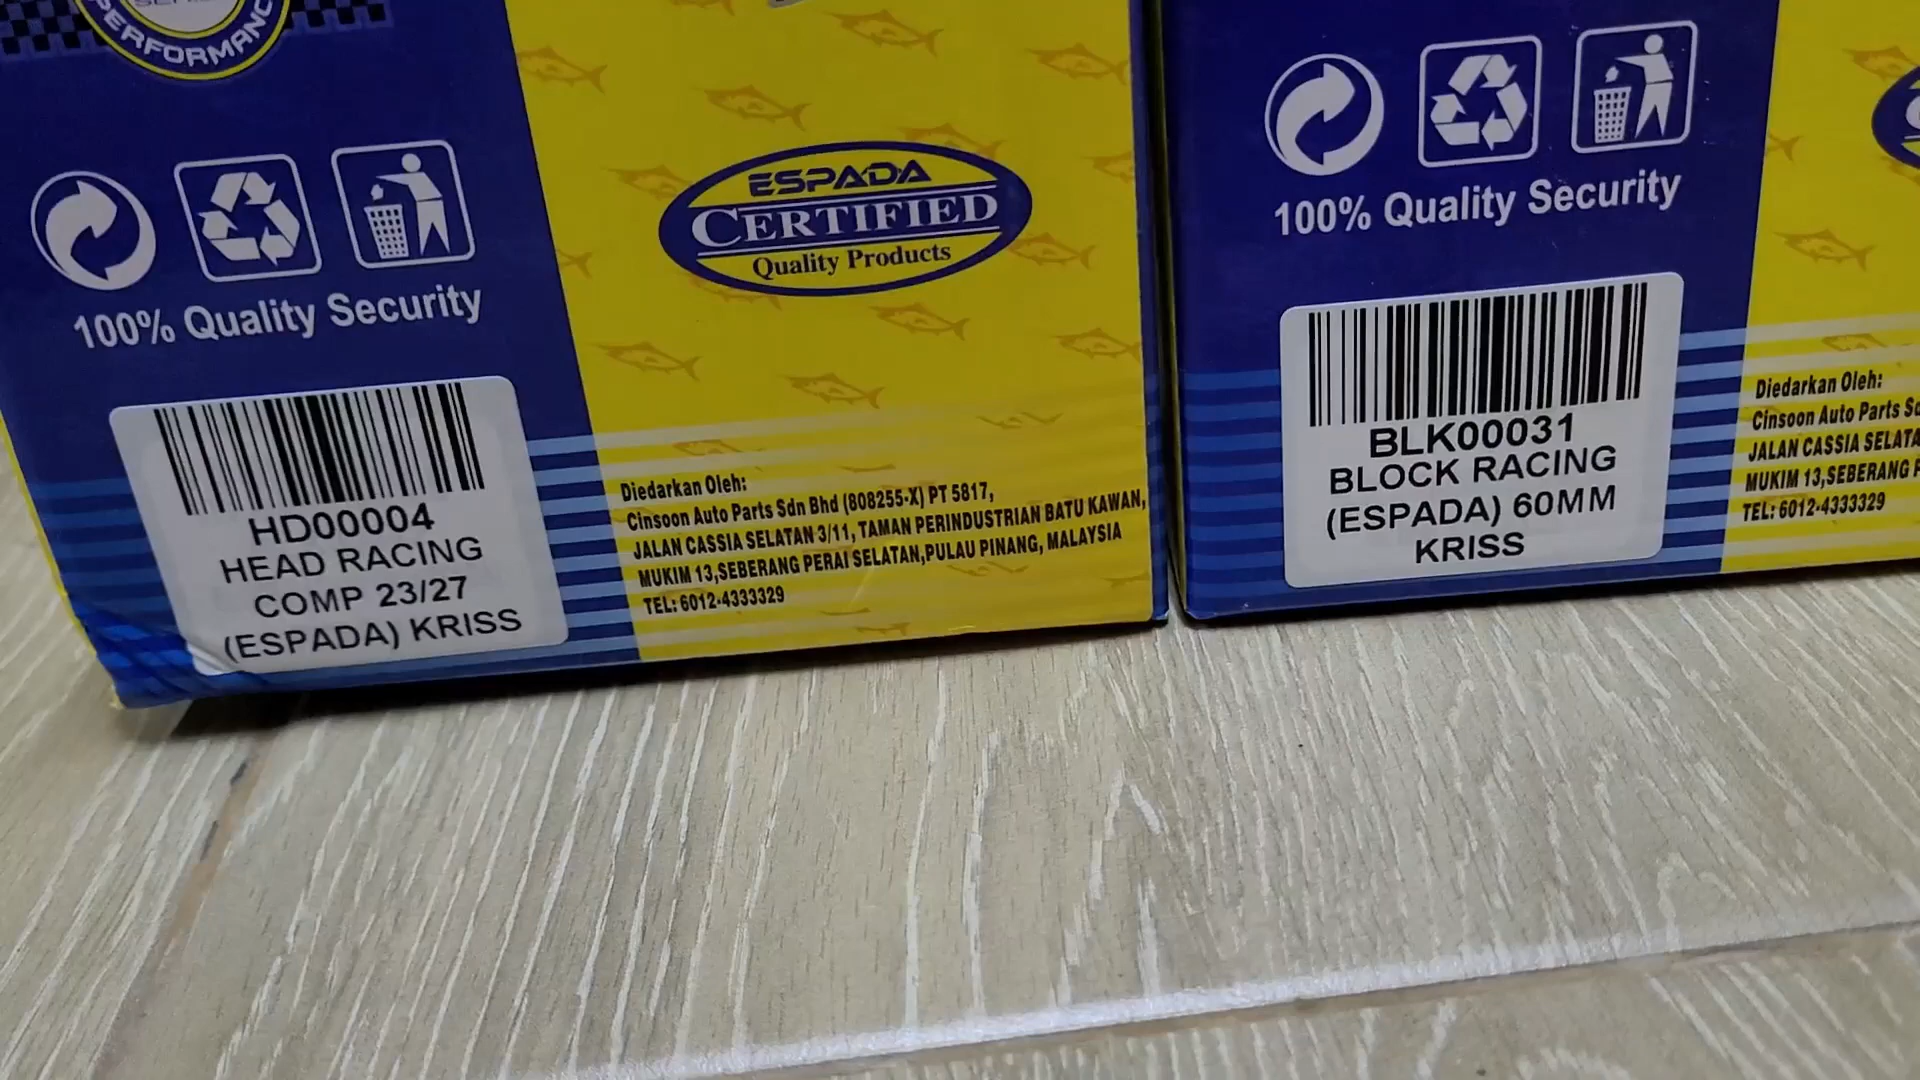 PERFORMANC
100% Quality Security
HD00004
HEAD RACING
COMP 23/27
(ESPADA) KRISS
ESPADA
CERTIFIED
Quality Products
Diedarkan Oleh:
Cinsoon Auto Parts Sdn Bhd (808255-X) PT 5817,
JALAN CASSIA SELATAN 3/11, TAMAN PERINDUSTRIAN BATU KAWAN,
MUKIM 13,SEBERANG PERAI SELATAN,PULAU PINANG, MALAYSIA
TEL: 6012-4333329
100% Quality Security
BLK00031
BLOCK RACING
(ESPADA) 60MM
KRISS
Diedarkan Oleh:
Cinsoon Auto Parts
JALAN CASSIA SELATA
MUKIM 13,SEBERANG
TEL: 6012-4333329